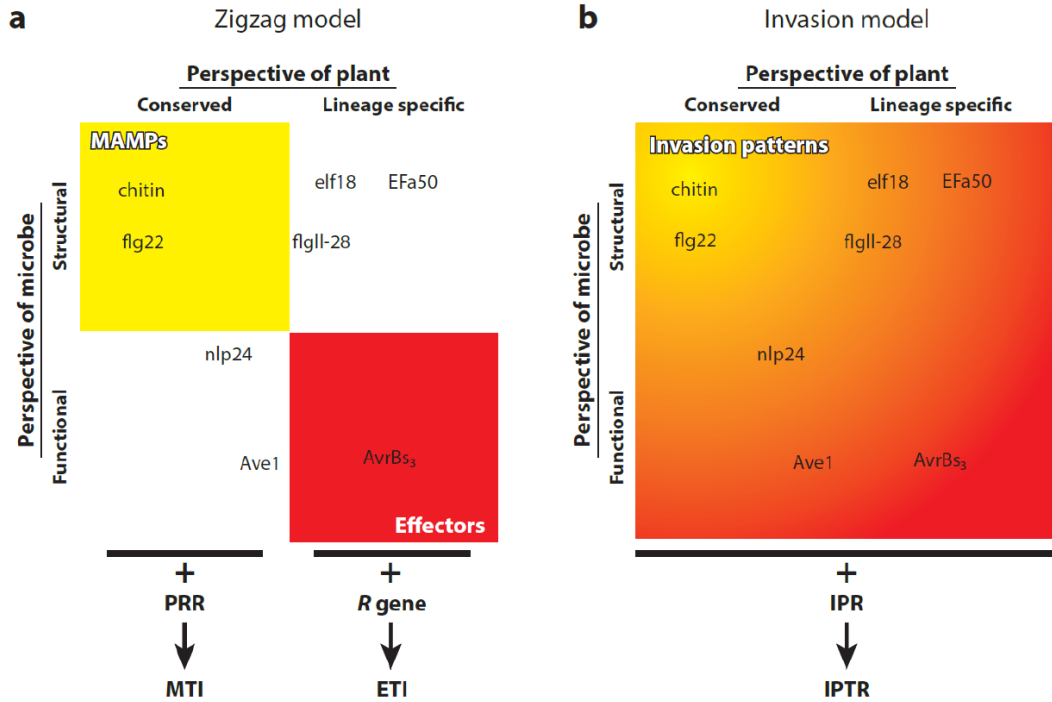 a
Zigzag model
Perspective of plant
Conserved
Lineage specific
Perspective of microbe
Structural
Functional
MAMPs
chitin
elf18
EFa50
flg22
flgII-28
nlp24
Ave1
AvrBs₃
Effectors
+
+
PRR
R gene
MTI
ETI
b
Invasion model
Perspective of plant
Conserved
Lineage specific
Perspective of microbe
Structural
Functional
Invasion patterns
chitin
elf18
EFa50
flg22
flgII-28
nlp24
Ave1
AvrBs₃
+
IPR
IPTR